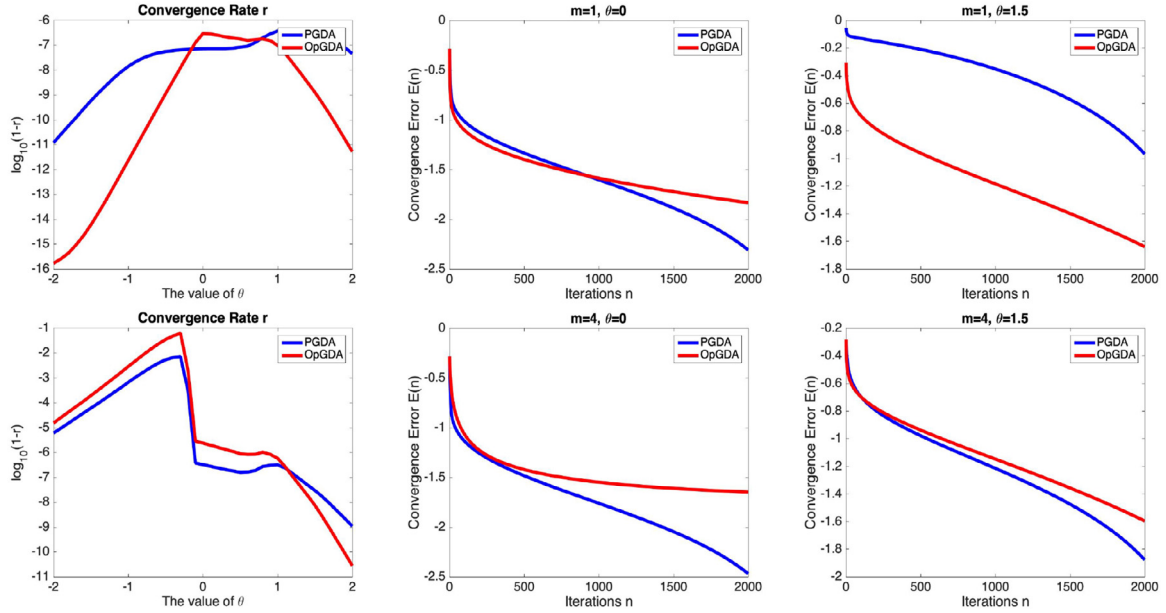 Convergence Rate r
-6
-7
-8
-9
-10
-11
-12
-13
-14
-15
-16
log10(1-r)
-2
-1
0
1
2
The value of θ
PGDA
OpGDA
m=1, θ=0
0
-0.5
-1
-1.5
-2
-2.5
Convergence Error E(n)
0
500
1000
1500
2000
Iterations n
PGDA
OpGDA
m=1, θ=1.5
0
-0.2
-0.4
-0.6
-0.8
-1
-1.2
-1.4
-1.6
-1.8
Convergence Error E(n)
0
500
1000
1500
2000
Iterations n
PGDA
OpGDA
Convergence Rate r
-1
-2
-3
-4
-5
-6
-7
-8
-9
-10
11
log10(1-r)
-2
-1
0
1
2
The value of θ
PGDA
OpGDA
m=4, θ=0
0
-0.5
-1
-1.5
-2
-2.5
Convergence Error E(n)
0
500
1000
1500
2000
Iterations n
PGDA
OpGDA
m=4, θ=1.5
-0.2
-0.4
-0.6
-0.8
-1
-1.2
-1.4
-1.6
-1.8
-2
Convergence Error E(n)
0
500
1000
1500
2000
Iterations n
PGDA
OpGDA